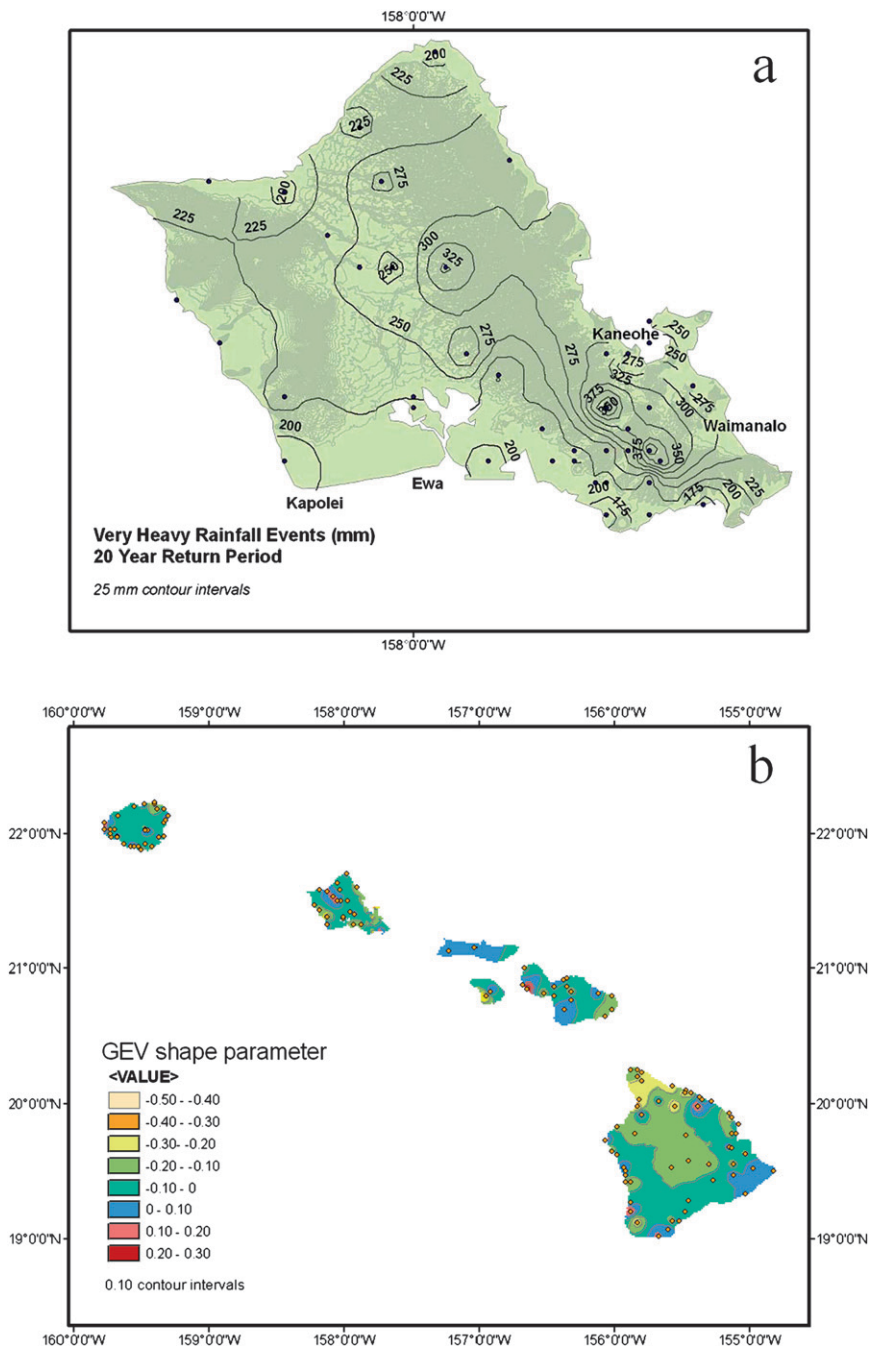 158°0'0"W
a
200
225
225
275
200
225
225
300
325
250
250
275
275
Kaneohe
250
250
275
325
375
300
275
350
Waimanalo
375
350
200
200
200
175
175
200
225
Kapolei
Ewa
Very Heavy Rainfall Events (mm)
20 Year Return Period
25 mm contour intervals
158°0'0"W
160°0'0"W 159°0'0"W 158°0'0"W 157°0'0"W 156°0'0"W 155°0'0"W
b
22°0'0"N 22°0'0"N
21°0'0"N 21°0'0"N
20°0'0"N 20°0'0"N
19°0'0"N 19°0'0"N
GEV shape parameter
<VALUE>
-0.50 - -0.40
-0.40 - -0.30
-0.30 - -0.20
-0.20 - -0.10
-0.10 - 0
0 - 0.10
0.10 - 0.20
0.20 - 0.30
0.10 contour intervals
160°0'0"W 159°0'0"W 158°0'0"W 157°0'0"W 156°0'0"W 155°0'0"W